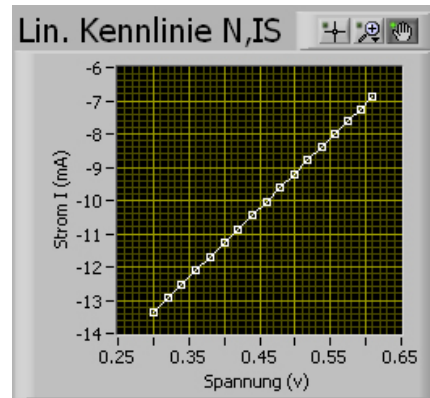 Lin. Kennlinie N,IS
Strom I (mA)
-6
-7
-8
-9
-10
-11
-12
-13
-14
0.25 0.35 0.45 0.55 0.65
Spannung (v)